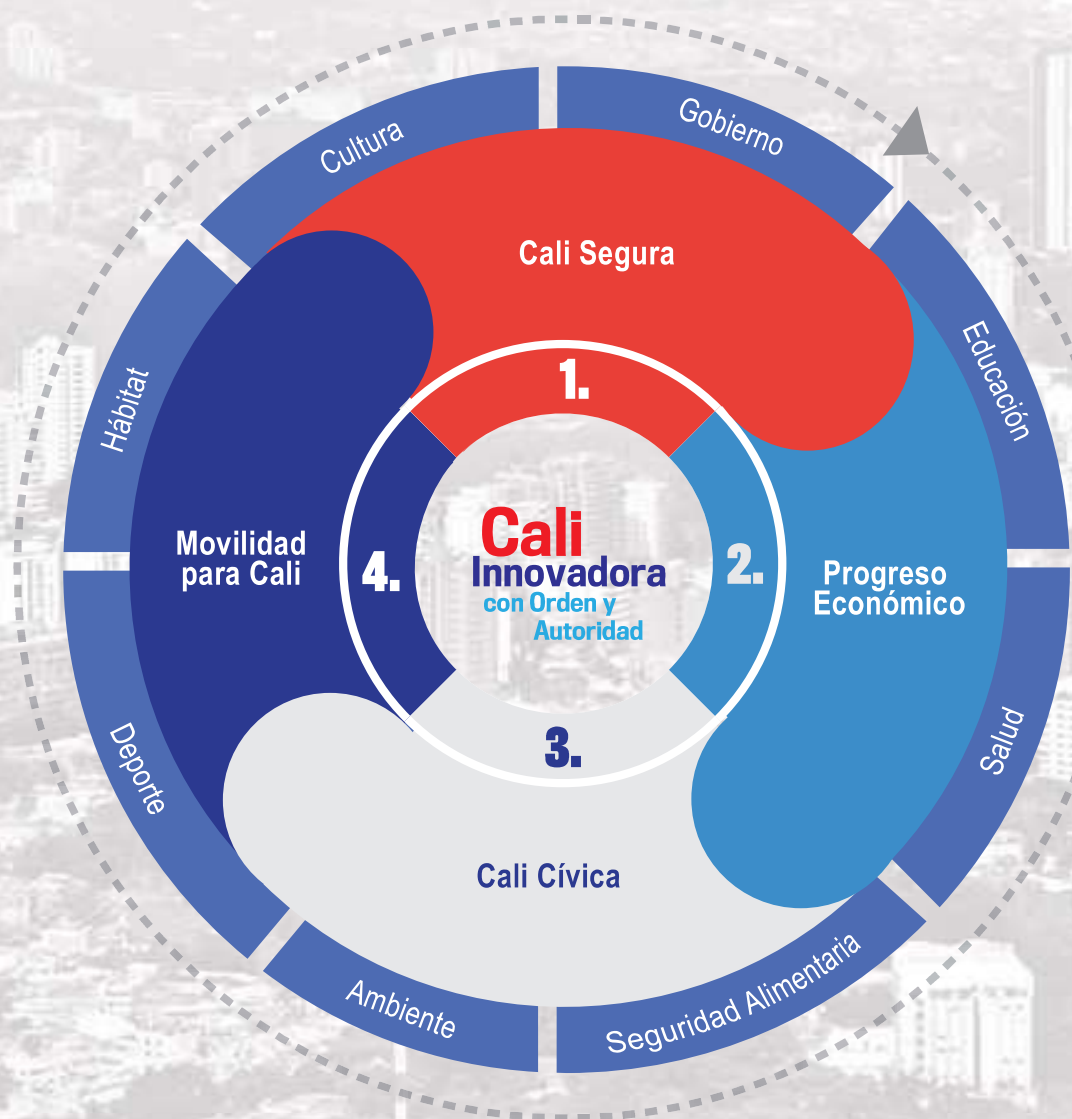 Cultura
Gobierno
Cali Segura
Educación
Hábitat
1.
Cali
Innovadora
con Orden y
Autoridad
Movilidad
para Cali
4.
2.
Progreso
Económico
Deporte
Salud
3.
Cali Cívica
Ambiente
Seguridad Alimentaria